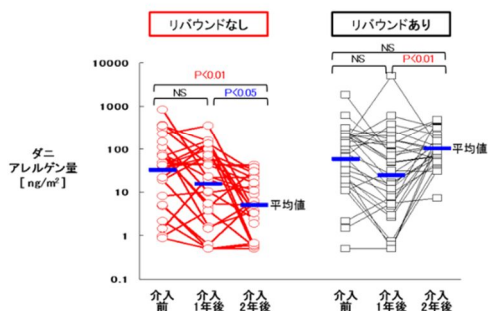 リバウンドなし
リバウンドあり
NS
P<0.01
NS
P<0.01
NS
P<0.05
10000
1000
100
10
1
0.1
ダニ
アレルゲン量
[ ng/m²]
平均値
平均値
介入
前
介入
1年後
介入
2年後
介入
前
介入
1年後
介入
2年後